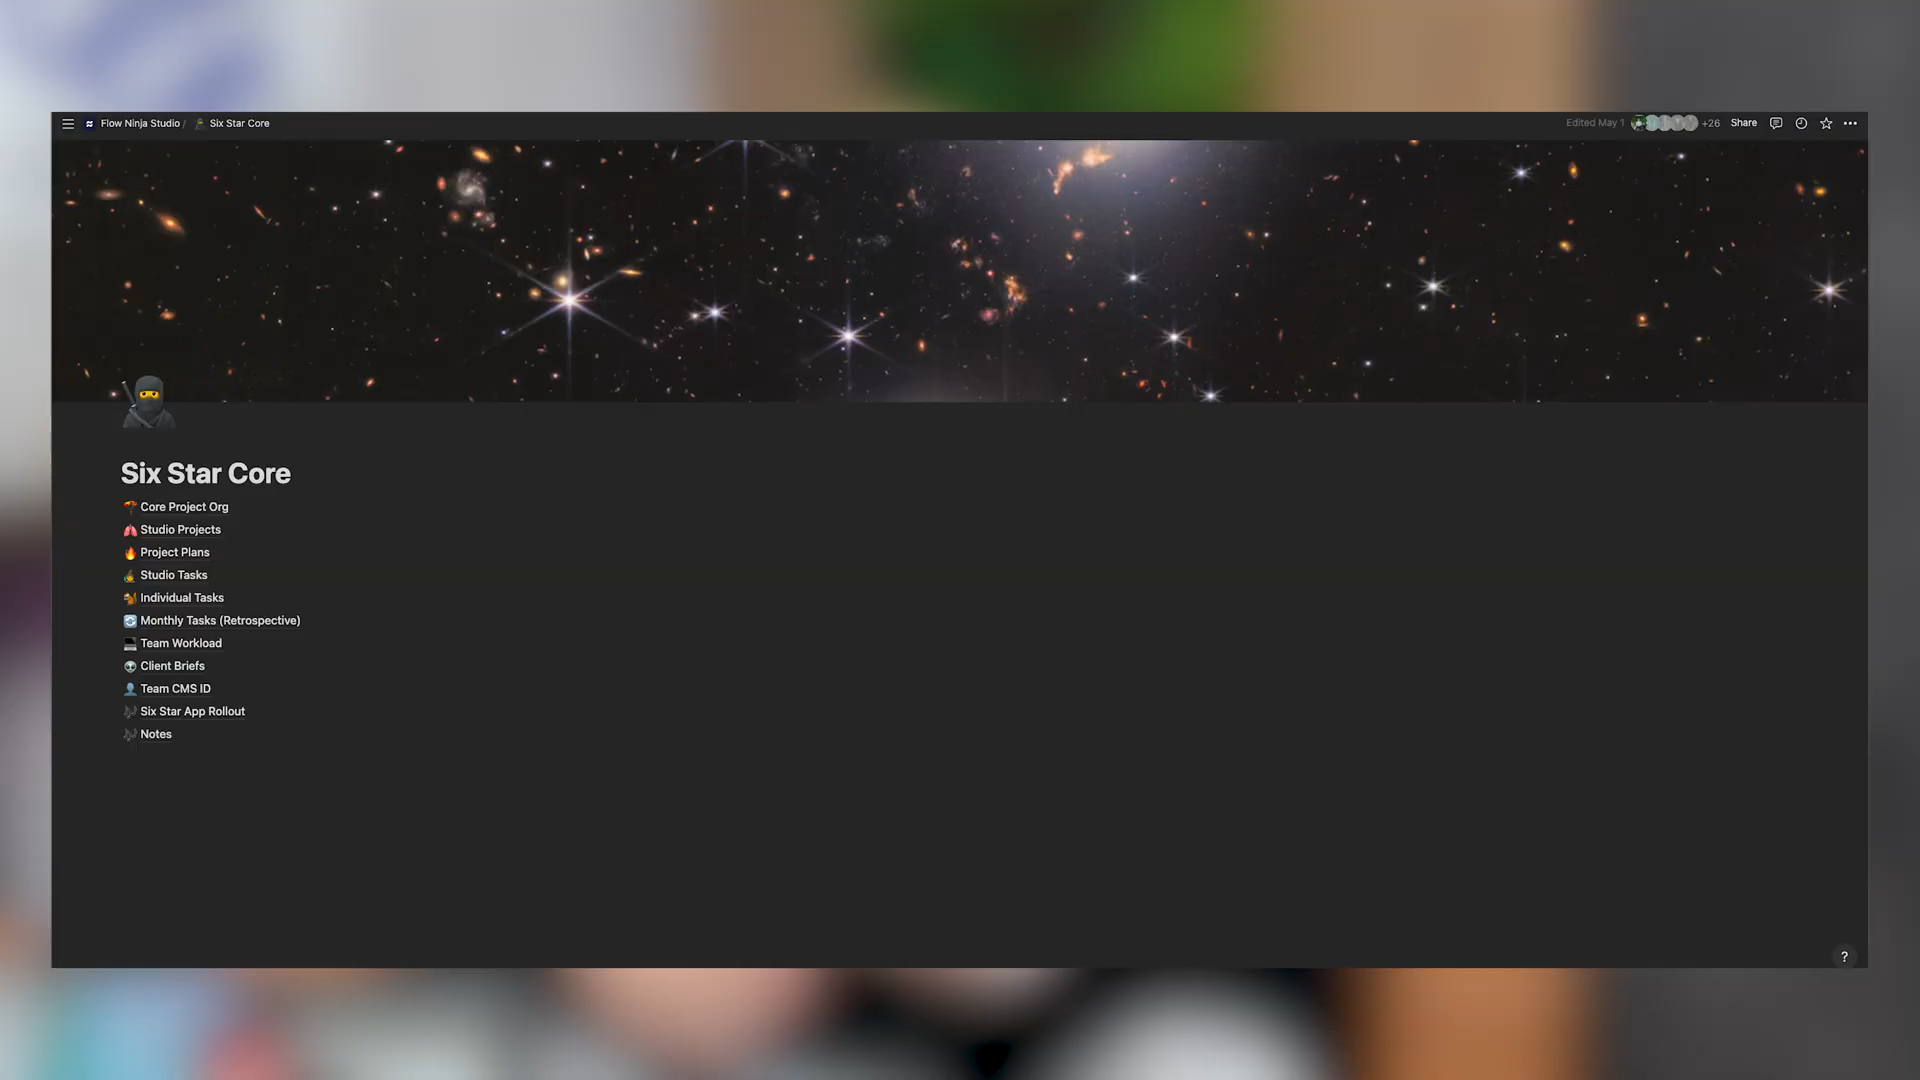 Flow Ninja Studio / Six Star Core
Edited May 1 +26 Share
Six Star Core
Core Project Org
Studio Projects
Project Plans
Studio Tasks
Individual Tasks
Monthly Tasks (Retrospective)
Team Workload
Client Briefs
Team CMS ID
Six Star App Rollout
Notes
?